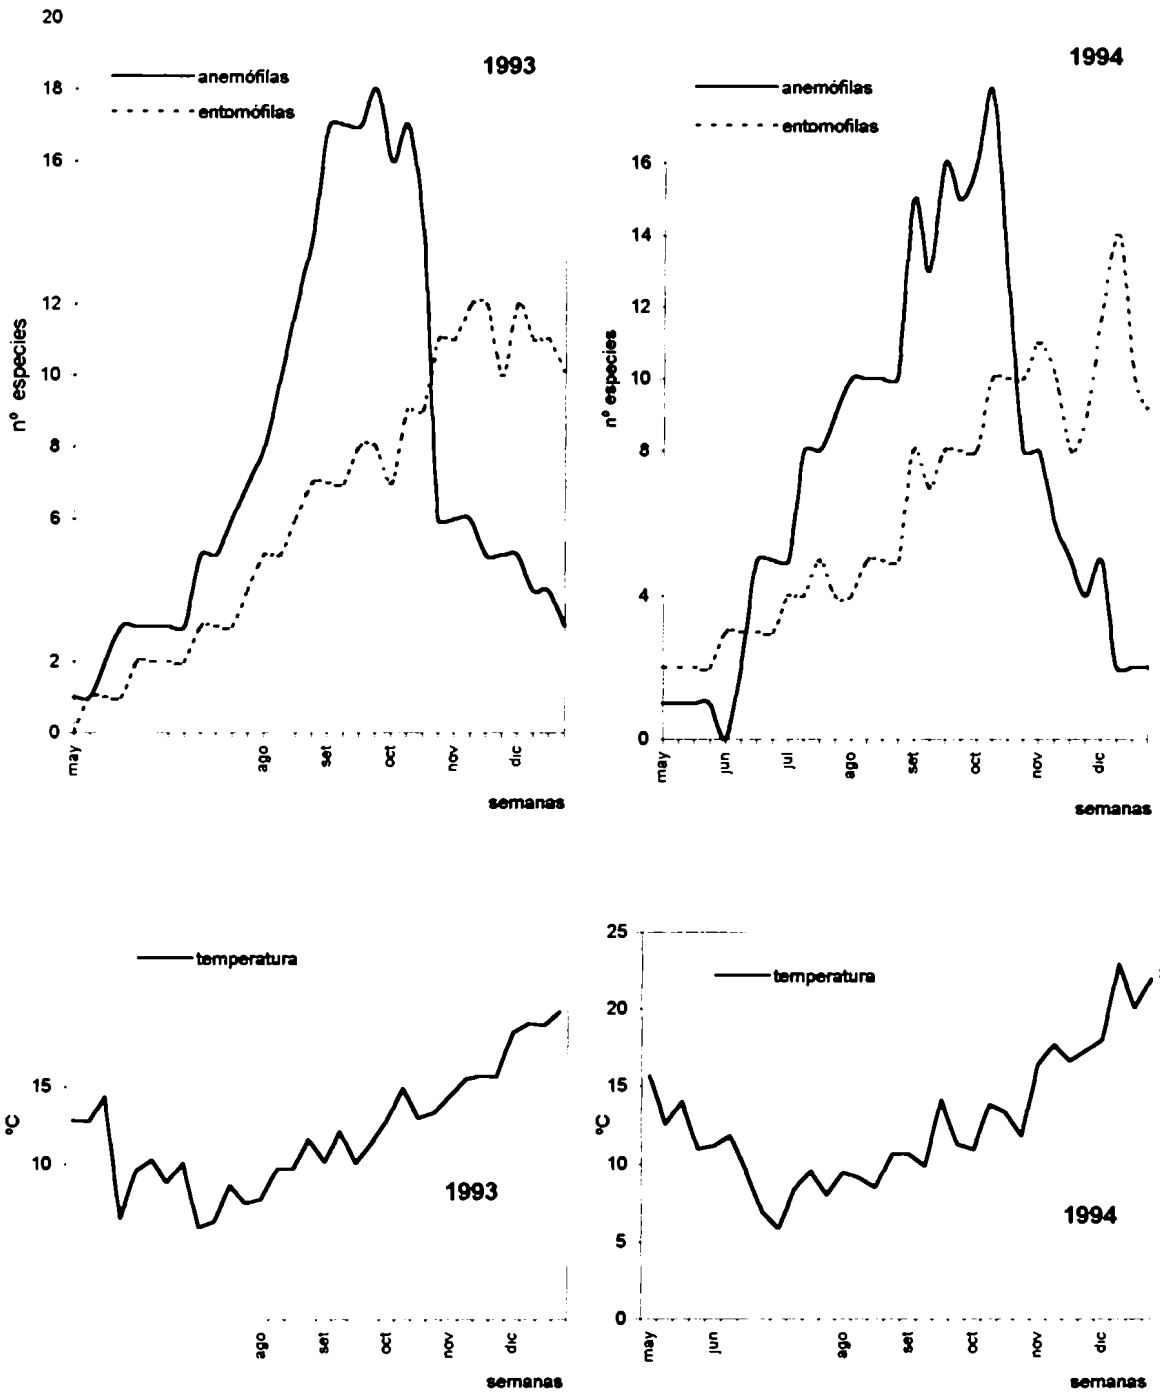 20
1993
anemófilas
entomófilas
18
16
12
10
8
6
2
0
nº especies
may
ago
set
oct
nov
dic
semanas
1994
anemófilas
entomofilas
16
14
12
10
8
4
0
nº especies
may
jun
jul
ago
set
oct
nov
dic
semanas
temperatura
15
10
ºC
1993
ago
set
oct
nov
dic
semanas
25
temperatura
20
15
10
5
0
ºC
1994
may
jun
ago
set
oct
nov
dic
semanas